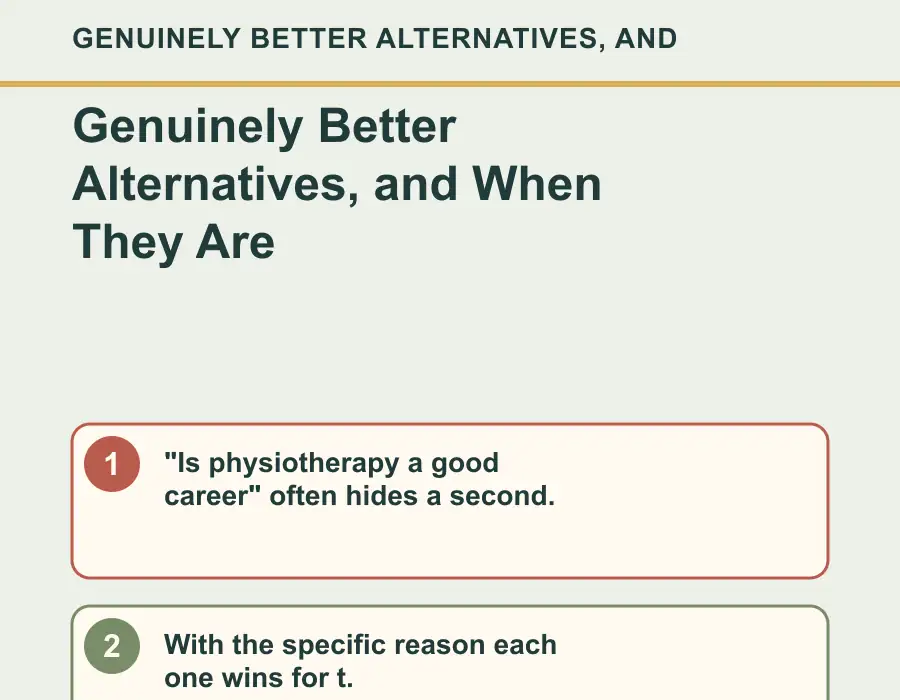 GENUINELY BETTER ALTERNATIVES, AND
Genuinely Better
Alternatives, and When
They Are
1
"Is physiotherapy a good
career" often hides a second.
2
With the specific reason each
one wins for t.